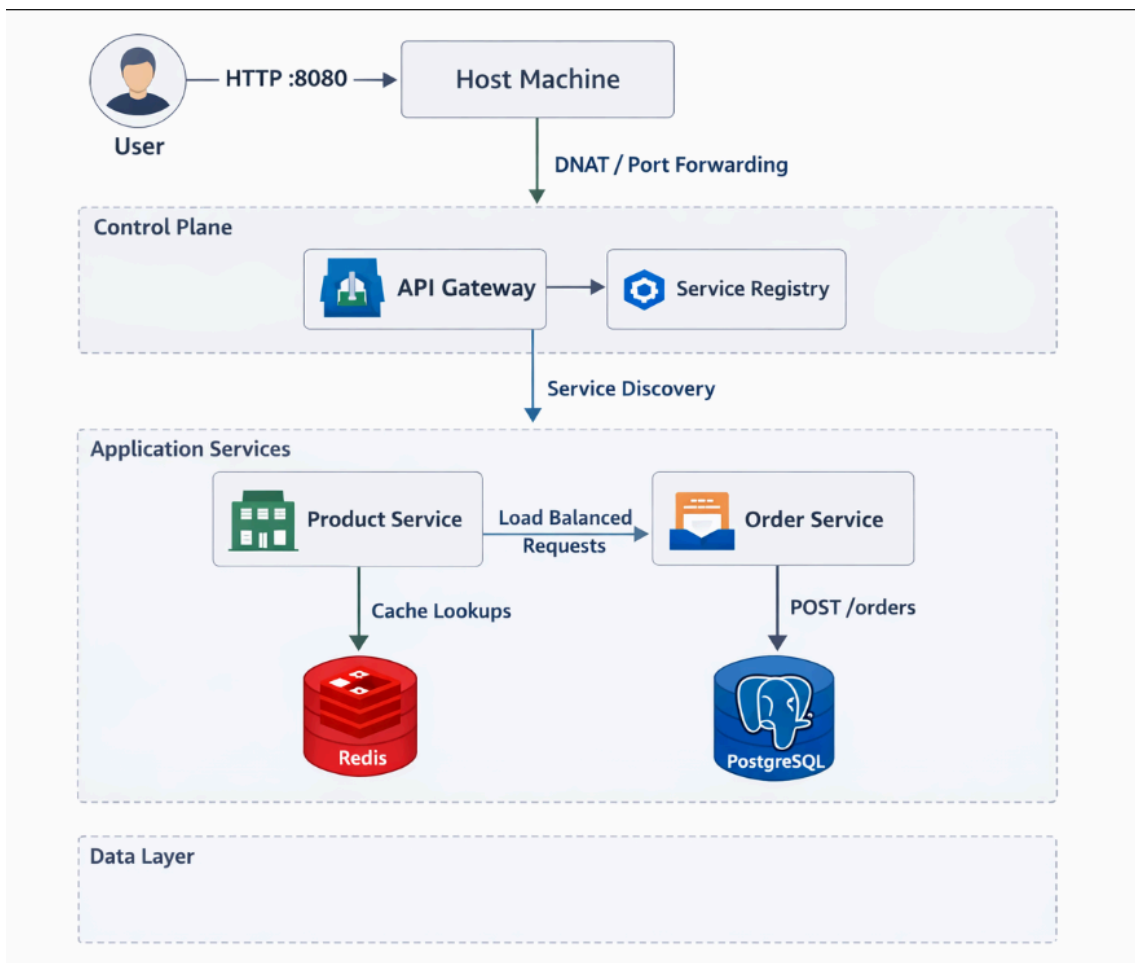 HTTP :8080
Host Machine
User
DNAT / Port Forwarding
Control Plane
API Gateway
Service Registry
Service Discovery
Application Services
Product Service
Load Balanced
Requests
Order Service
Cache Lookups
POST /orders
Redis
PostgreSQL
Data Layer